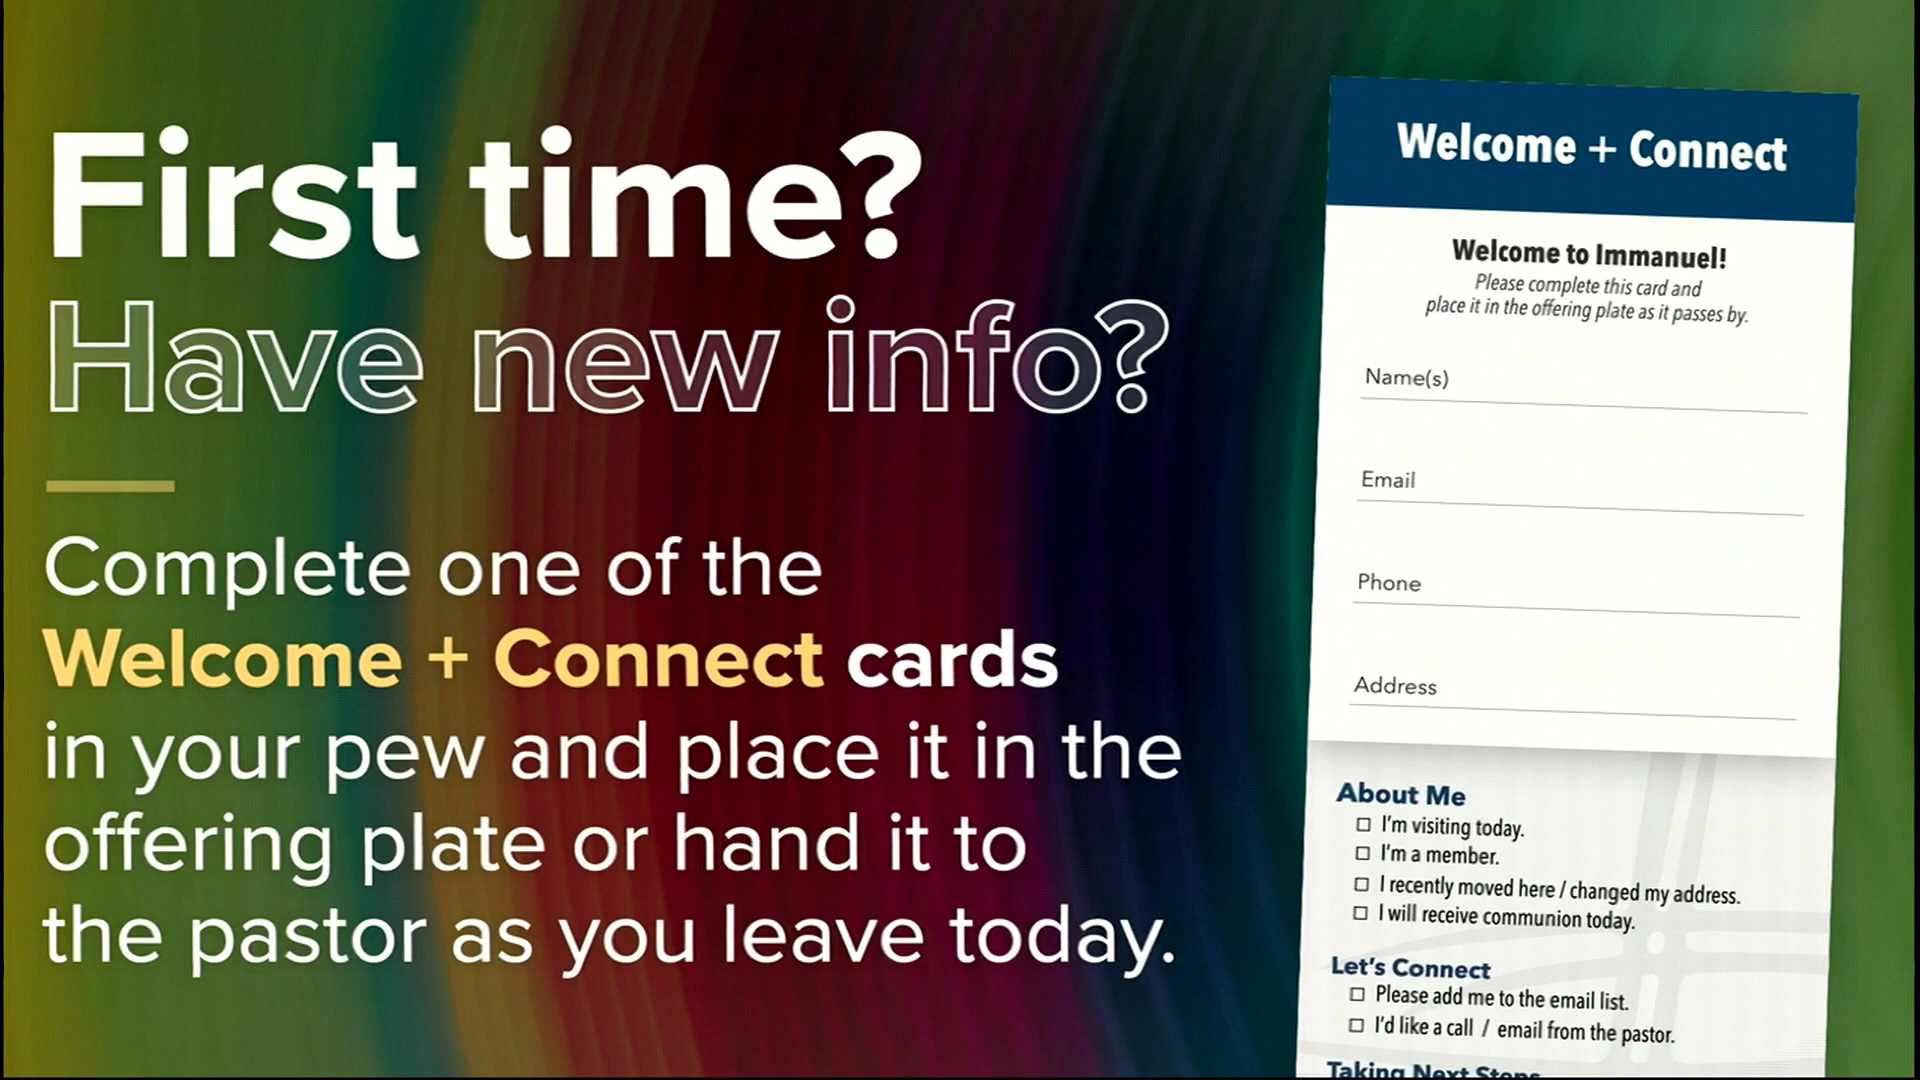 First time?
Have new info?
Complete one of the
Welcome + Connect cards
in your pew and place it in the
offering plate or hand it to
the pastor as you leave today.
Welcome + Connect
Welcome to Immanuel!
Please complete this card and
place it in the offering plate as it passes by.
Name(s)
Email
Phone
Address
About Me
☐ I'm visiting today.
☐ I'm a member.
☐ I recently moved here / changed my address.
☐ I will receive communion today.
Let's Connect
☐ Please add me to the email list.
☐ I'd like a call / email from the pastor.
Taking Next Steps